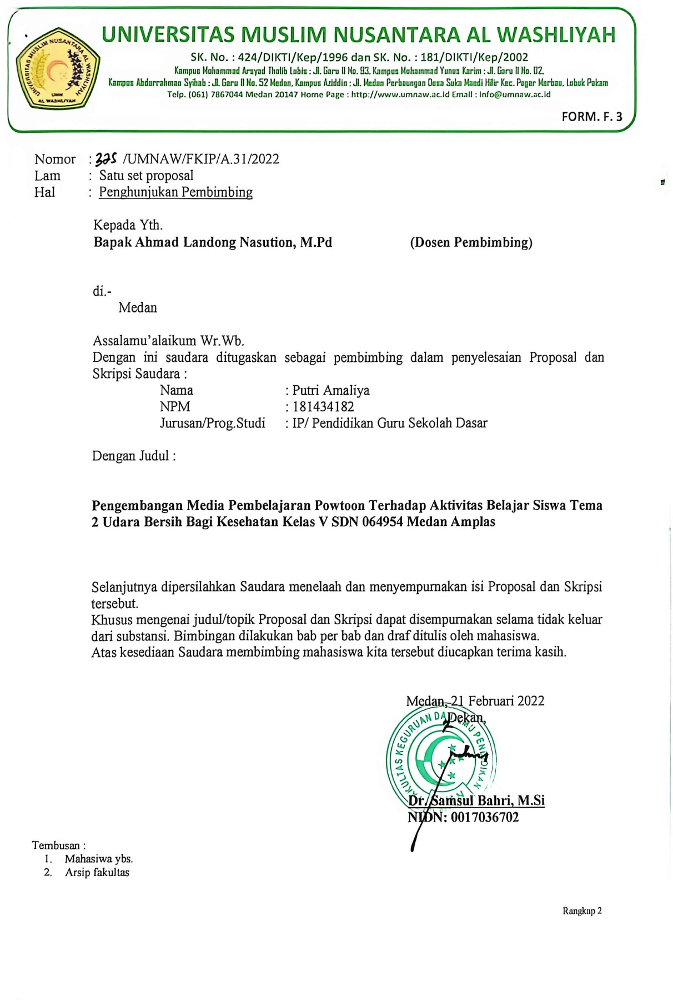 UNIVERSITAS MUSLIM NUSANTARA AL WASHLIYAH
SK. No. : 424/DIKTI/Kep/1996 dan SK. No. : 181/DIKTI/Kep/2002
Kampus Mohammad Arsyad Thalib Lubis : Jl. Garu II No. 93, Kampus Muhammad Yunus Karim : Jl. Garu II No. 02,
Kampus Abdurrahman Syihab : Jl. Garu II No. 52 Medan, Kampus Aziddin : Jl. Medan Perbaungan Desa Suka Mandi Hilir Kec. Pagar Merbau, Lubuk Pakam
Telp. (061) 7867044 Medan 20147 Home Page : http://www.umnaw.ac.id Email : info@umnaw.ac.id
UNIVERSITAS MUSLIM NUSANTARA AL WASHLIYAH
UMN
AL WASHLIYAH
FORM. F. 3
Nomor : 325 /UMNAW/FKIP/A.31/2022
Lam : Satu set proposal
Hal : Penghunjukan Pembimbing
Kepada Yth.
Bapak Ahmad Landong Nasution, M.Pd (Dosen Pembimbing)
di.-
Medan
Assalamu'alaikum Wr.Wb.
Dengan ini saudara ditugaskan sebagai pembimbing dalam penyelesaian Proposal dan
Skripsi Saudara :
Nama : Putri Amaliya
NPM : 181434182
Jurusan/Prog.Studi : IP/ Pendidikan Guru Sekolah Dasar
Dengan Judul :
Pengembangan Media Pembelajaran Powtoon Terhadap Aktivitas Belajar Siswa Tema
2 Udara Bersih Bagi Kesehatan Kelas V SDN 064954 Medan Amplas
Selanjutnya dipersilahkan Saudara menelaah dan menyempurnakan isi Proposal dan Skripsi
tersebut.
Khusus mengenai judul/topik Proposal dan Skripsi dapat disempurnakan selama tidak keluar
dari substansi. Bimbingan dilakukan bab per bab dan draf ditulis oleh mahasiswa.
Atas kesediaan Saudara membimbing mahasiswa kita tersebut diucapkan terima kasih.
Medan, 21 Februari 2022
Dekan,
Dr. Samsul Bahri, M.Si
NIDN: 0017036702
Tembusan :
1. Mahasiwa ybs.
2. Arsip fakultas
Rangkap 2